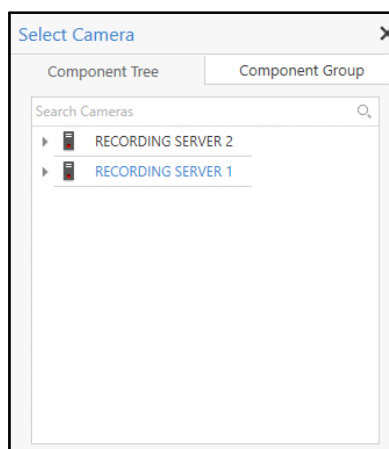 Select Camera
Component Tree
Component Group
Search Cameras
RECORDING SERVER 2
RECORDING SERVER 1